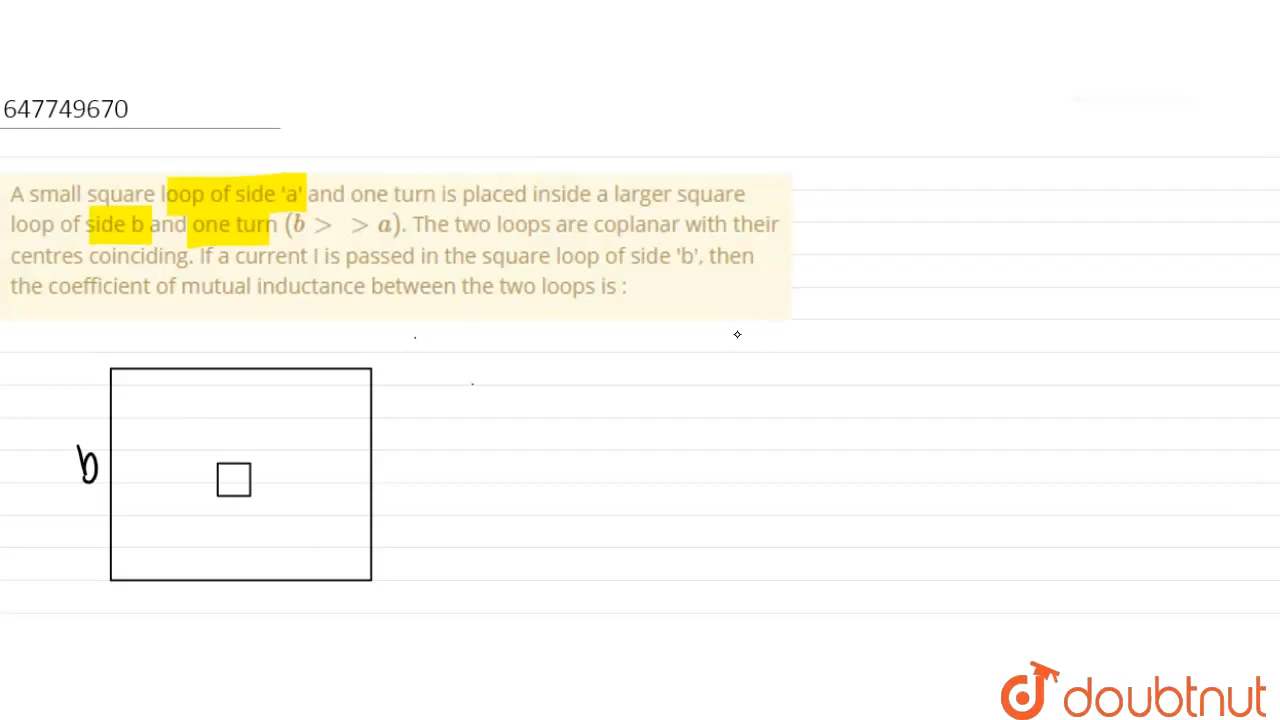 647749670
A small square loop of side 'a' and one turn is placed inside a larger square
loop of side b and one turn (b > > a). The two loops are coplanar with their
centres coinciding. If a current I is passed in the square loop of side 'b', then
the coefficient of mutual inductance between the two loops is :
b
doubtnut